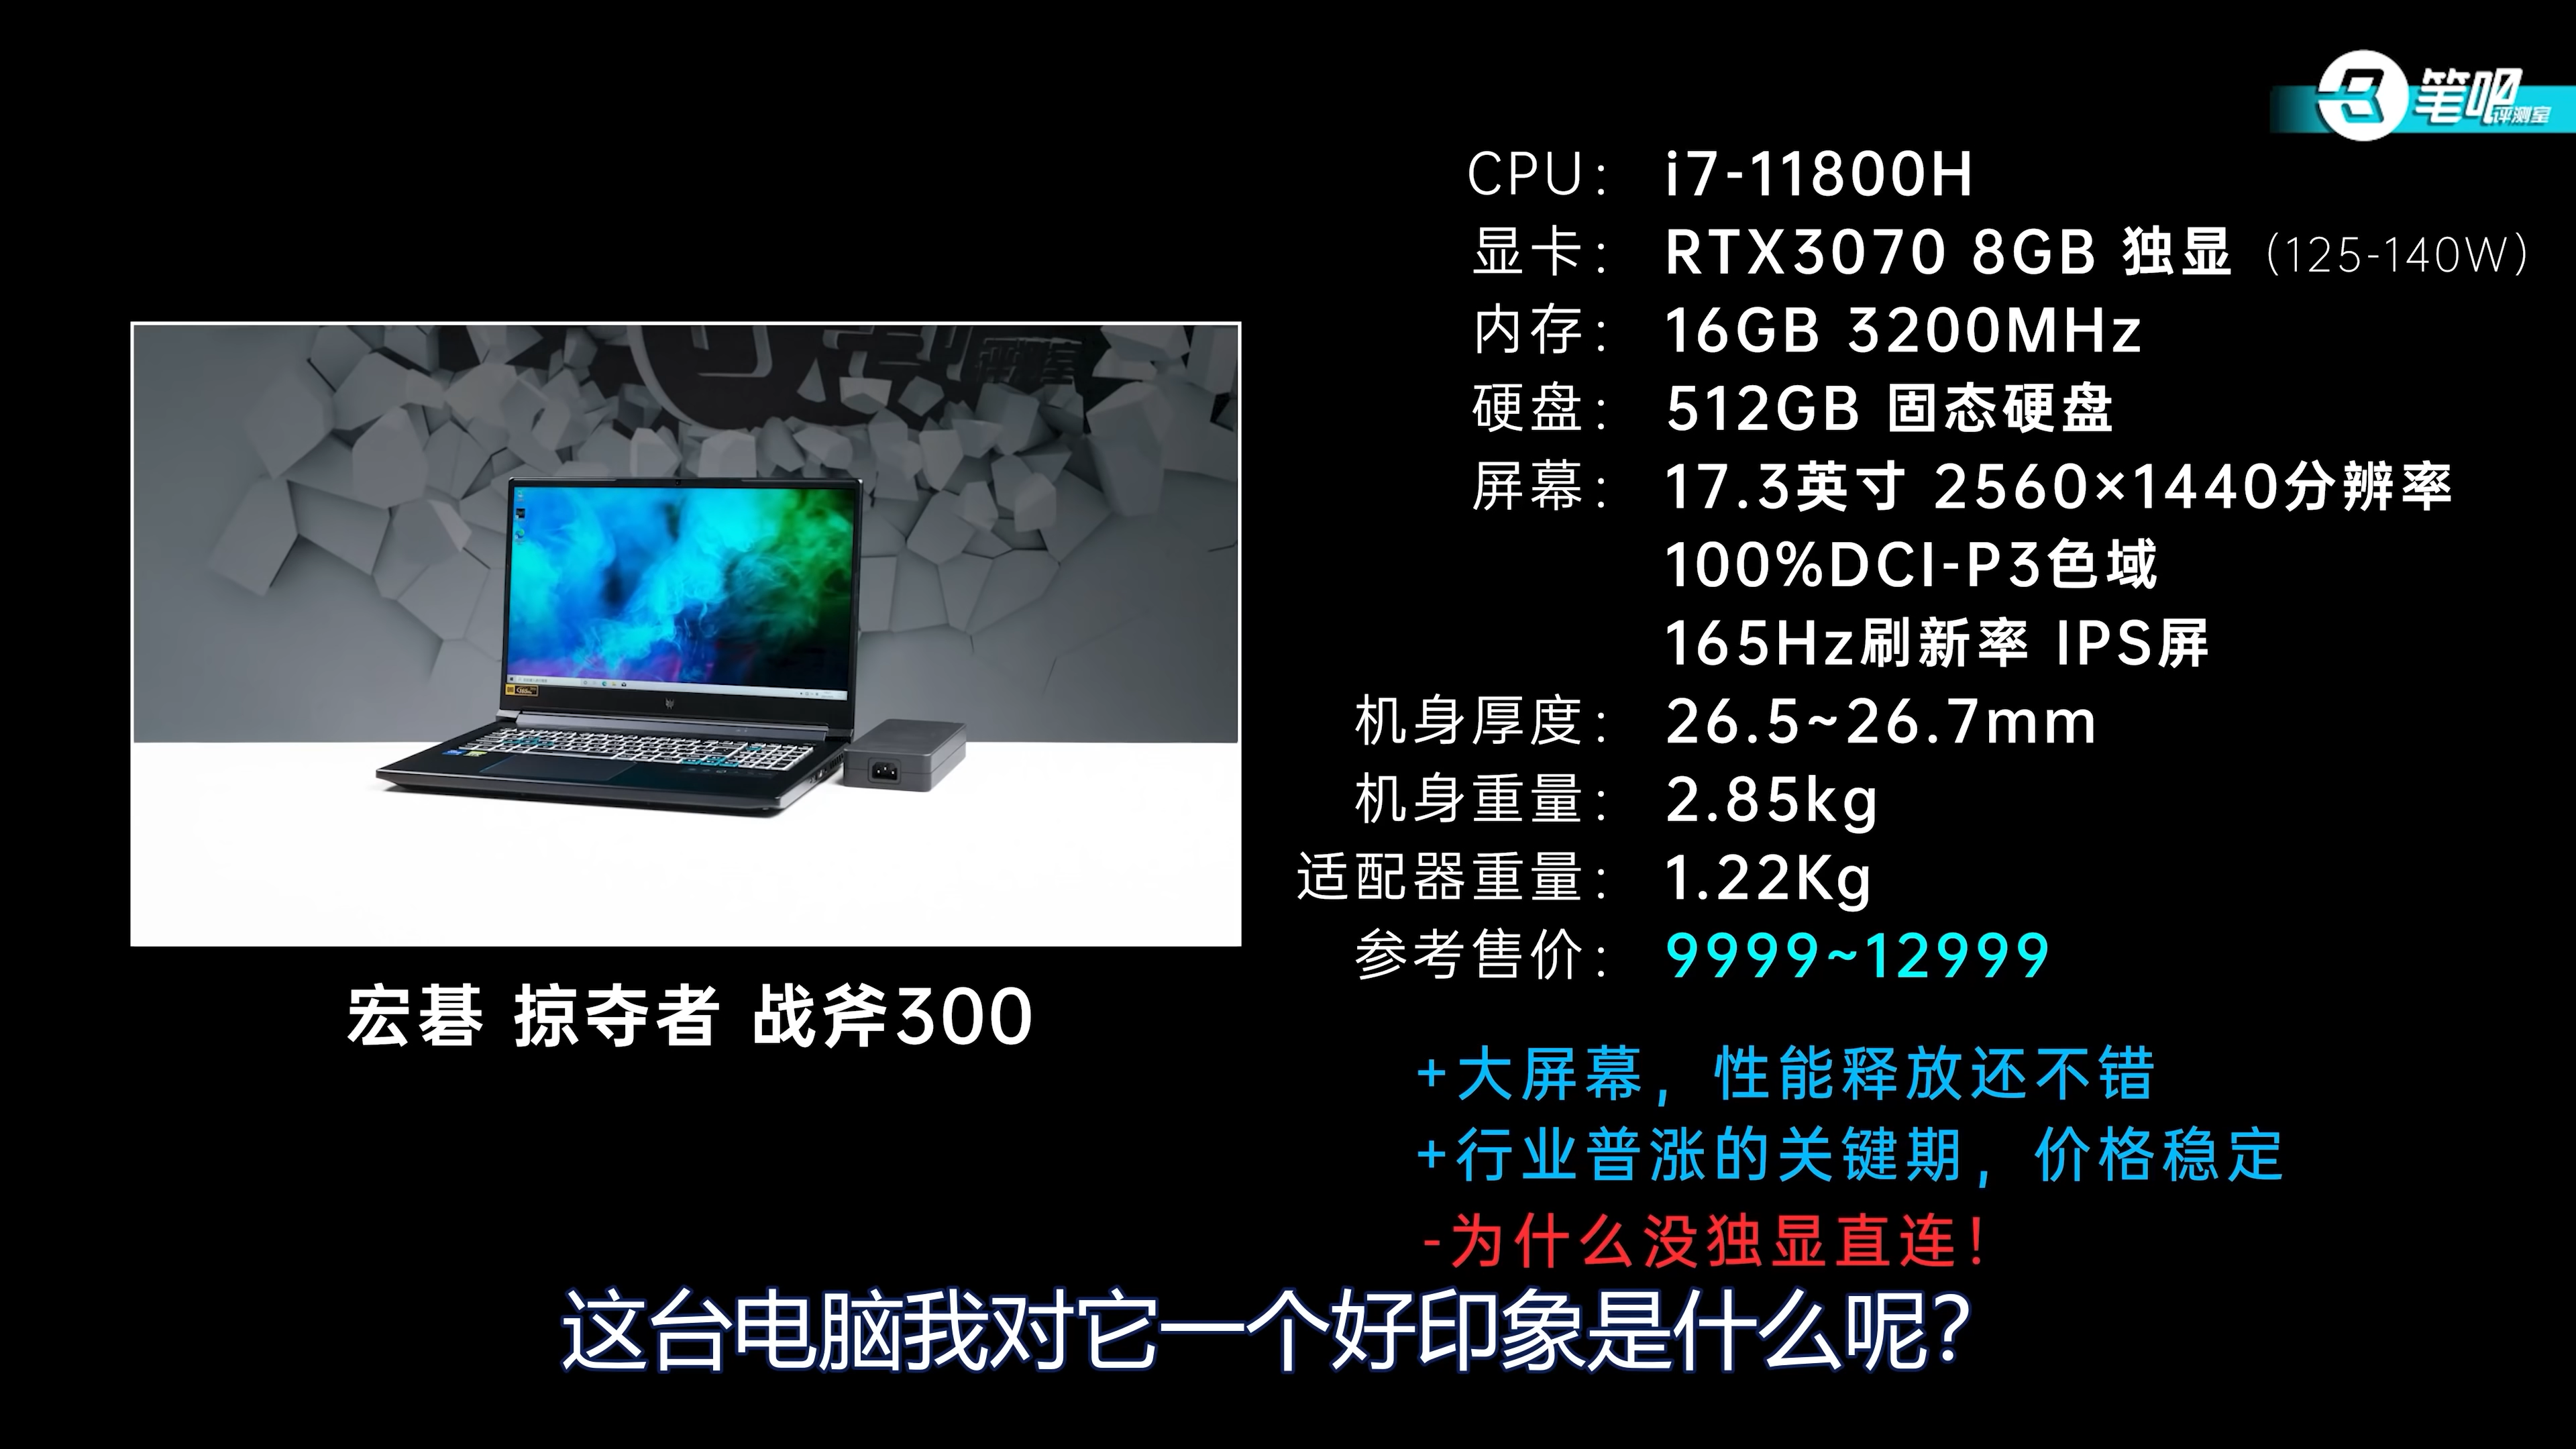 笔吧评测室
CPU： i7-11800H
显卡： RTX3070 8GB 独显 (125-140W)
内存： 16GB 3200MHz
硬盘： 512GB 固态硬盘
屏幕： 17.3英寸 2560×1440分辨率
100%DCI-P3色域
165Hz刷新率 IPS屏
机身厚度： 26.5~26.7mm
机身重量： 2.85kg
适配器重量： 1.22Kg
参考售价： 9999~12999
评测室
宏碁 掠夺者 战斧300
+大屏幕，性能释放还不错
+行业普涨的关键期，价格稳定
-为什么没独显直连！
这台电脑我对它一个好印象是什么呢？